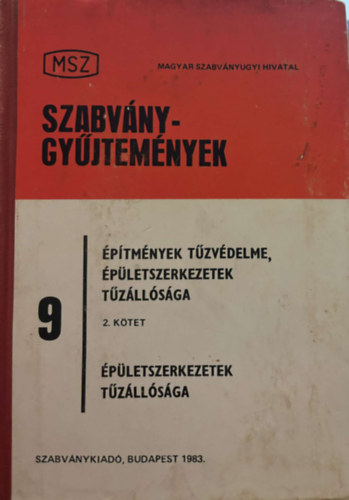 MSZ
MAGYAR SZABVÁNYÜGYI HIVATAL
SZABVÁNY-
GYŰJTEMÉNYEK
9
ÉPÍTMÉNYEK TŰZVÉDELME,
ÉPÜLETSZERKEZETEK
TŰZÁLLÓSÁGA
2. KÖTET
ÉPÜLETSZERKEZETEK
TŰZÁLLÓSÁGA
SZABVÁNYKIADÓ, BUDAPEST 1983.